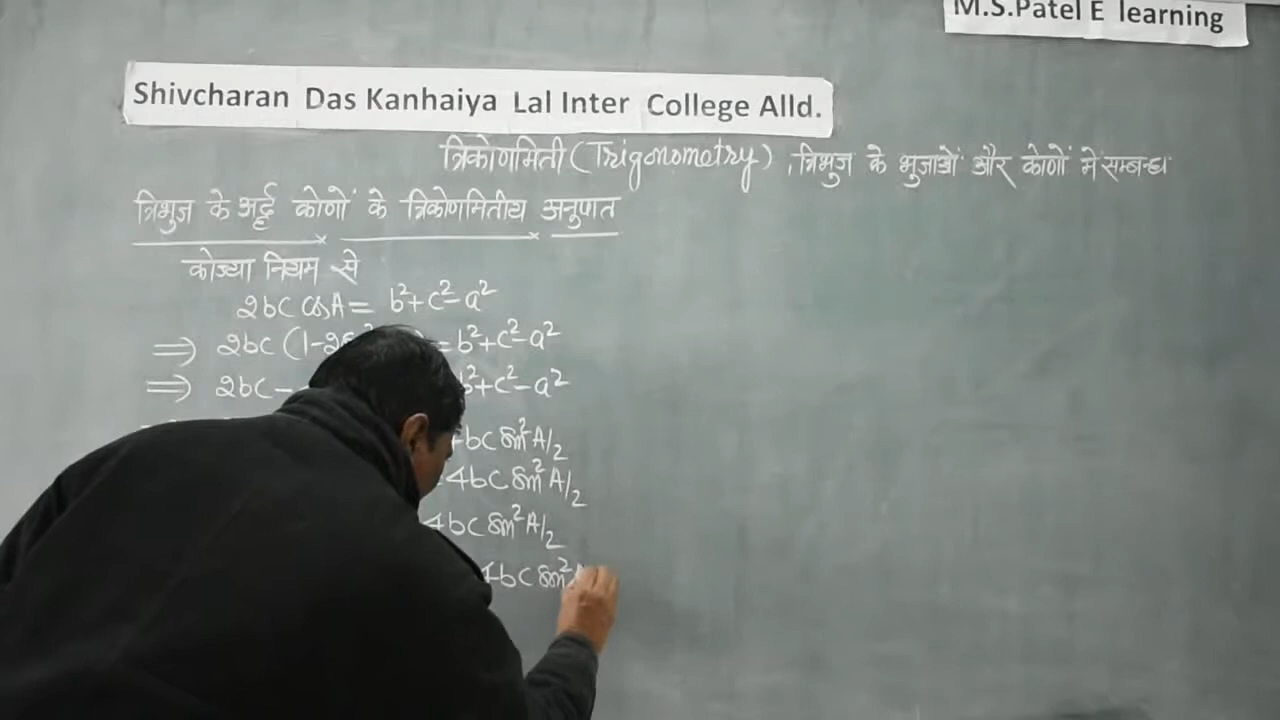 M.S.Patel E learning
Shivcharan Das Kanhaiya Lal Inter College Alld.
त्रिकोणमिती (Trigonometry), त्रिभुज के भुजाओं और कोणों में सम्बन्ध
त्रिभुज के अर्द्ध कोणों के त्रिकोणमितीय अनुपात
कोज्या नियम से
2bc cosA = b²+c²-a²
⇒ 2bc (1-2 = b²+c²-a²
⇒ 2bc - b²+c²-a²
4bc sin²A/2
= 4bc sin²A/2
4bc sin²A/2
4bc sin²